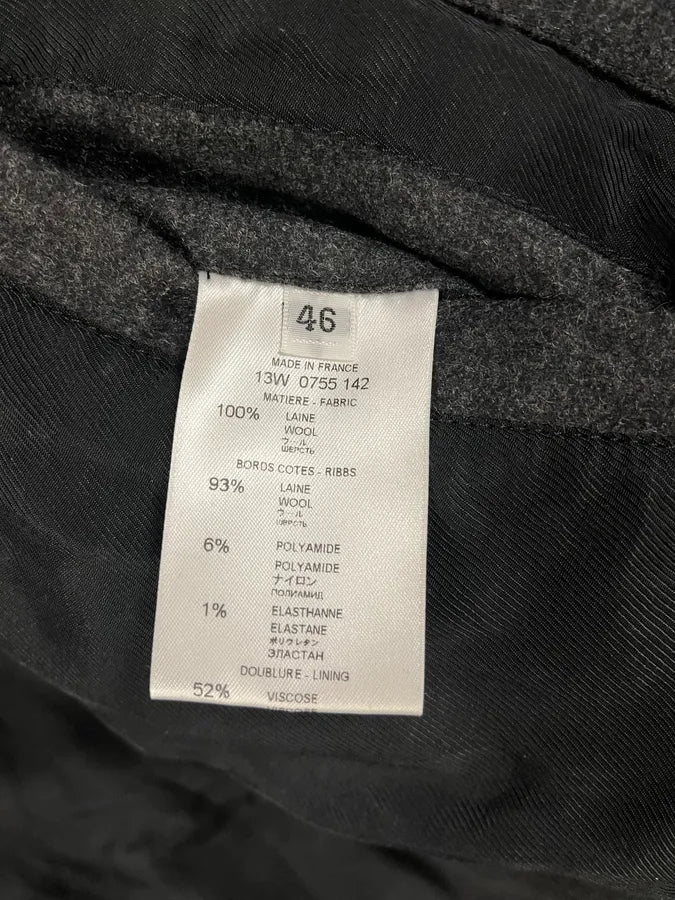 46
MADE IN FRANCE
13W 0755 142
MATIERE - FABRIC
100% LAINE
WOOL
ウール
ШЕРСТЬ
BORDS COTES - RIBBS
93% LAINE
WOOL
ウール
ШЕРСТЬ
6% POLYAMIDE
POLYAMIDE
ナイロン
ПОЛИАМИД
1% ELASTHANNE
ELASTANE
ポリウレタン
ЭЛАСТАН
DOUBLURE - LINING
52% VISCOSE
VISCOSE